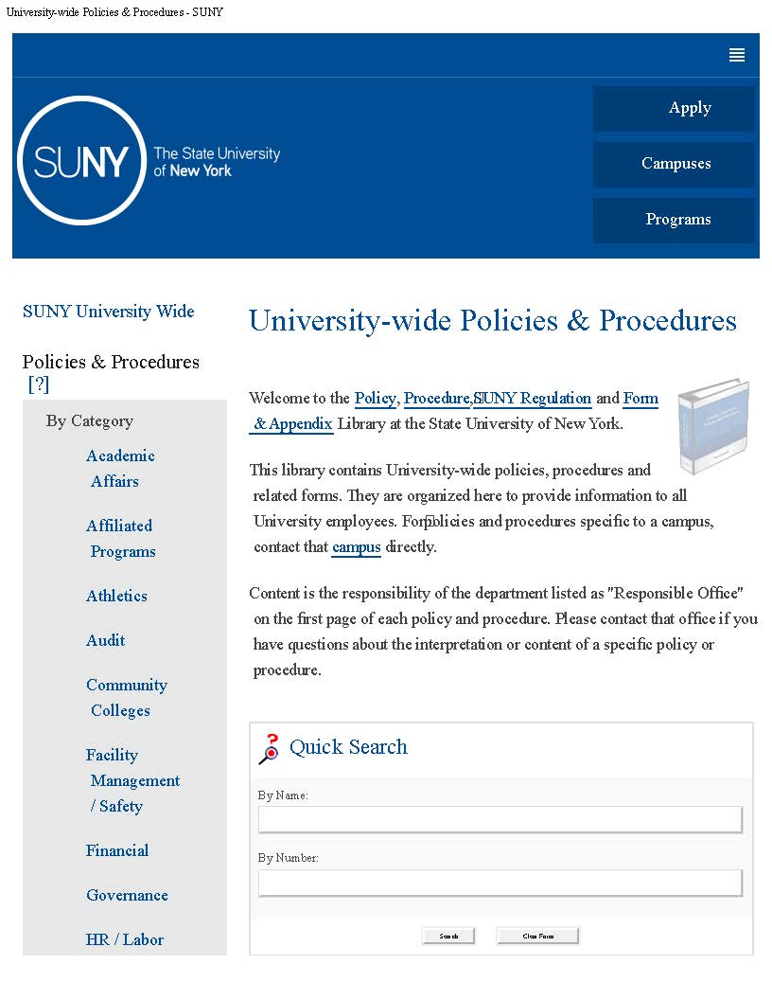 University-wide Policies & Procedures - SUNY
Apply
SUNY
The State University
of New York
Campuses
Programs
SUNY University Wide
Policies & Procedures
[?]
By Category
Academic
Affairs
Affiliated
Programs
Athletics
Audit
Community
Colleges
Facility
Management
/ Safety
Financial
Governance
HR / Labor
University-wide Policies & Procedures
Welcome to the Policy, Procedure,SUNY Regulation and Form
& Appendix Library at the State University of New York.
This library contains University-wide policies, procedures and
related forms. They are organized here to provide information to all
University employees. For policies and procedures specific to a campus,
contact that campus directly.
Content is the responsibility of the department listed as "Responsible Office"
on the first page of each policy and procedure. Please contact that office if you
have questions about the interpretation or content of a specific policy or
procedure.
Quick Search
By Name:
By Number:
Search
Clear Form